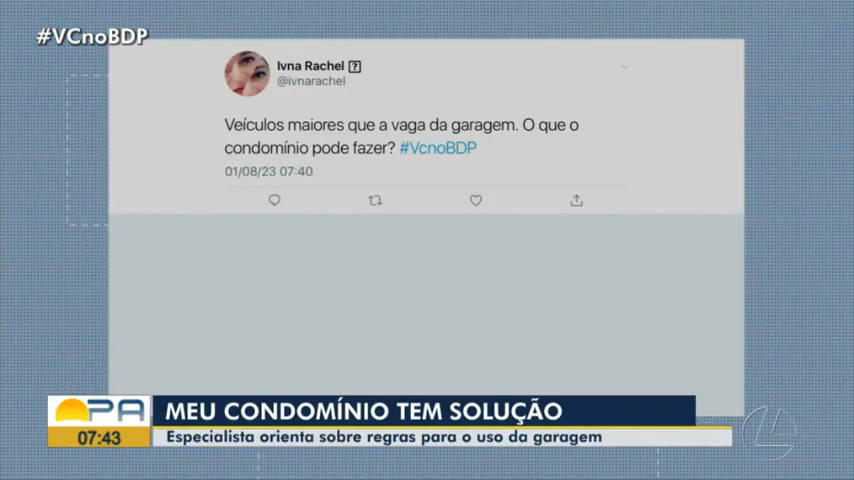 #VCnoBDP
Ivna Rachel
@ivnarachel
Veículos maiores que a vaga da garagem. O que o
condomínio pode fazer? #VcnoBDP
01/08/23 07:40
PA
MEU CONDOMÍNIO TEM SOLUÇÃO
07:43
Especialista orienta sobre regras para o uso da garagem